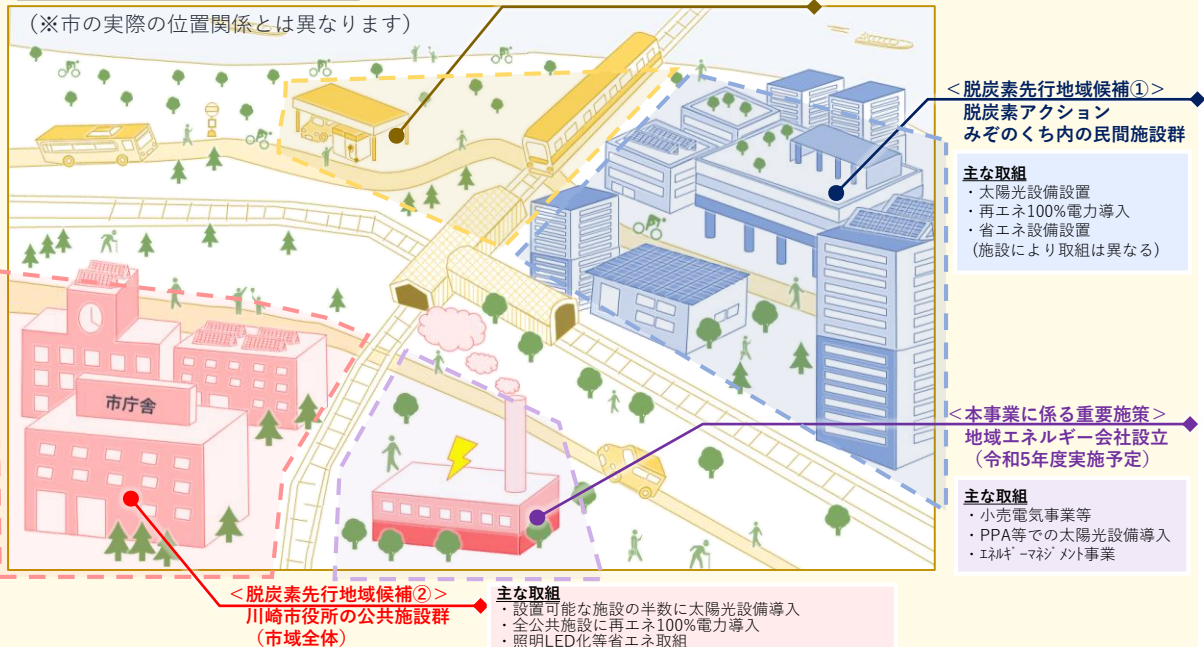 (※市の実際の位置関係とは異なります)
＜脱炭素先行地域候補①＞
脱炭素アクション
みぞのくち内の民間施設群
主な取組
・太陽光設備設置
・再エネ100%電力導入
・省エネ設備設置
(施設により取組は異なる)
市庁舎
＜本事業に係る重要施策＞
地域エネルギー会社設立
（令和5年度実施予定）
主な取組
・小売電気事業等
・PPA等での太陽光設備導入
・ｴﾈﾙｷﾞｰﾏﾈｼﾞﾒﾝﾄ事業
＜脱炭素先行地域候補②＞
川崎市役所の公共施設群
（市域全体）
主な取組
・設置可能な施設の半数に太陽光設備導入
・全公共施設に再エネ100%電力導入
・照明LED化等省エネ取組